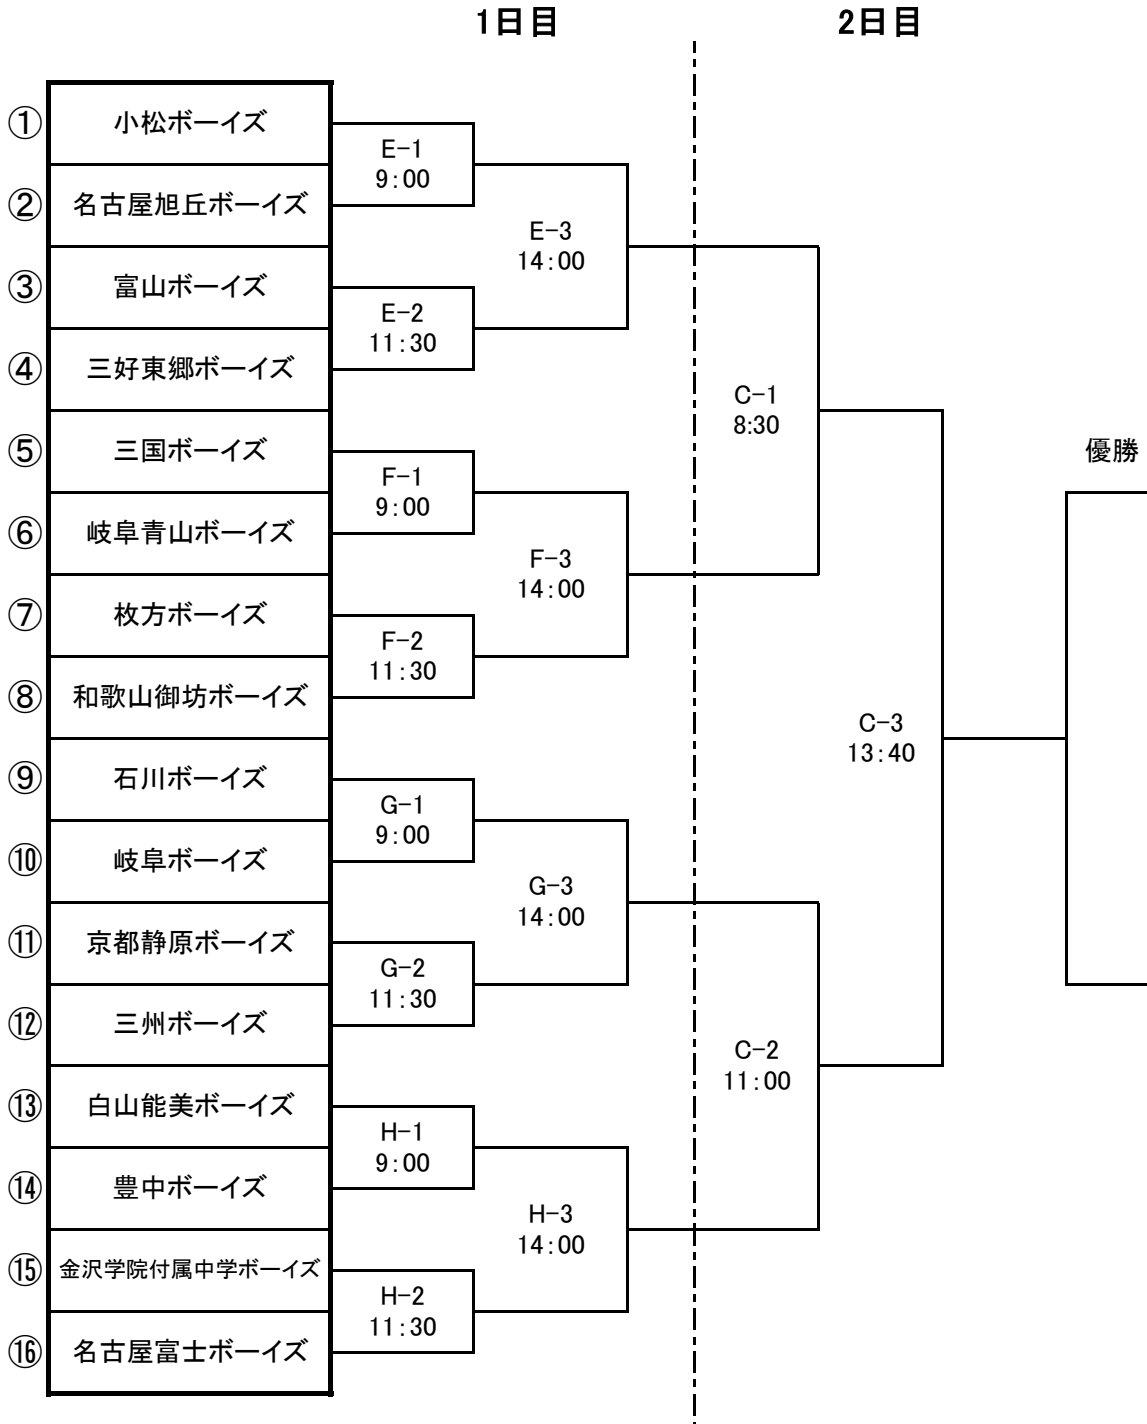 1日目
2日目
① 小松ボーイズ
② 名古屋旭丘ボーイズ
③ 富山ボーイズ
④ 三好東郷ボーイズ
⑤ 三国ボーイズ
⑥ 岐阜青山ボーイズ
⑦ 枚方ボーイズ
⑧ 和歌山御坊ボーイズ
⑨ 石川ボーイズ
⑩ 岐阜ボーイズ
⑪ 京都静原ボーイズ
⑫ 三州ボーイズ
⑬ 白山能美ボーイズ
⑭ 豊中ボーイズ
⑮ 金沢学院付属中学ボーイズ
⑯ 名古屋富士ボーイズ
E-1
9:00
E-2
11:30
F-1
9:00
F-2
11:30
G-1
9:00
G-2
11:30
H-1
9:00
H-2
11:30
E-3
14:00
F-3
14:00
G-3
14:00
H-3
14:00
C-1
8:30
C-2
11:00
C-3
13:40
優勝